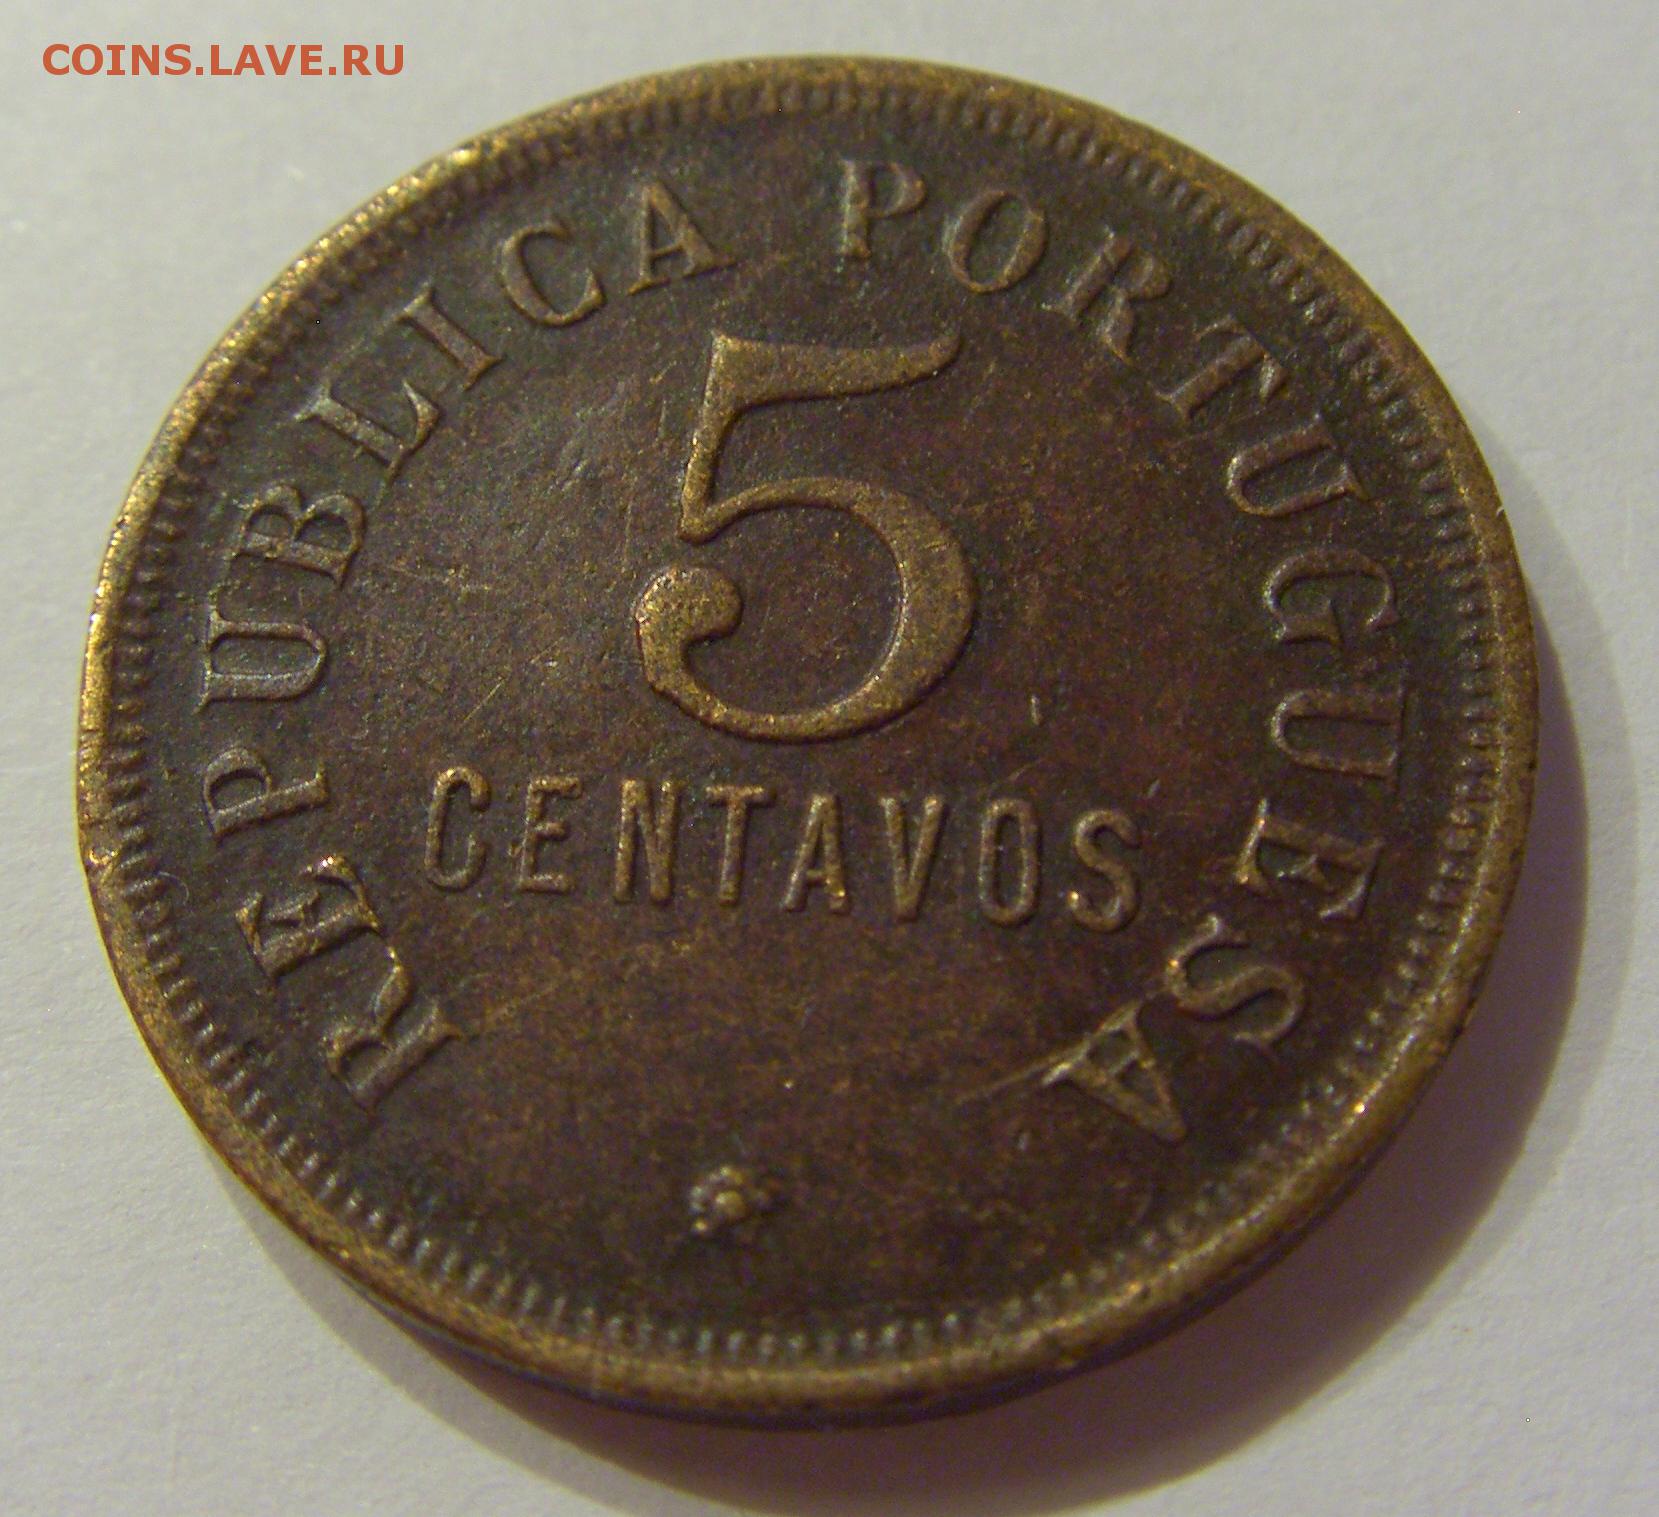 COINS.LAVE.RU
REPUBLICA PORTUGUESA
5
CENTAVOS